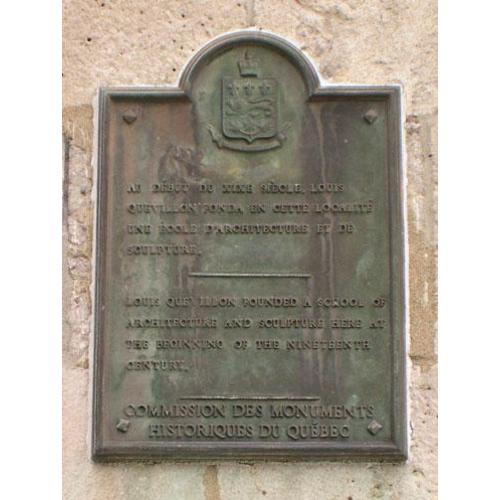 AU DÉBUT DU XIXE SIÈCLE, LOUIS
QUEVILLON FONDA EN CETTE LOCALITÉ
UNE ÉCOLE D'ARCHITECTURE ET DE
SCULPTURE.
LOUIS QUEVILLON FOUNDED A SCHOOL OF
ARCHITECTURE AND SCULPTURE HERE AT
THE BEGINNING OF THE NINETEENTH
CENTURY.
COMMISSION DES MONUMENTS
HISTORIQUES DU QUÉBEC